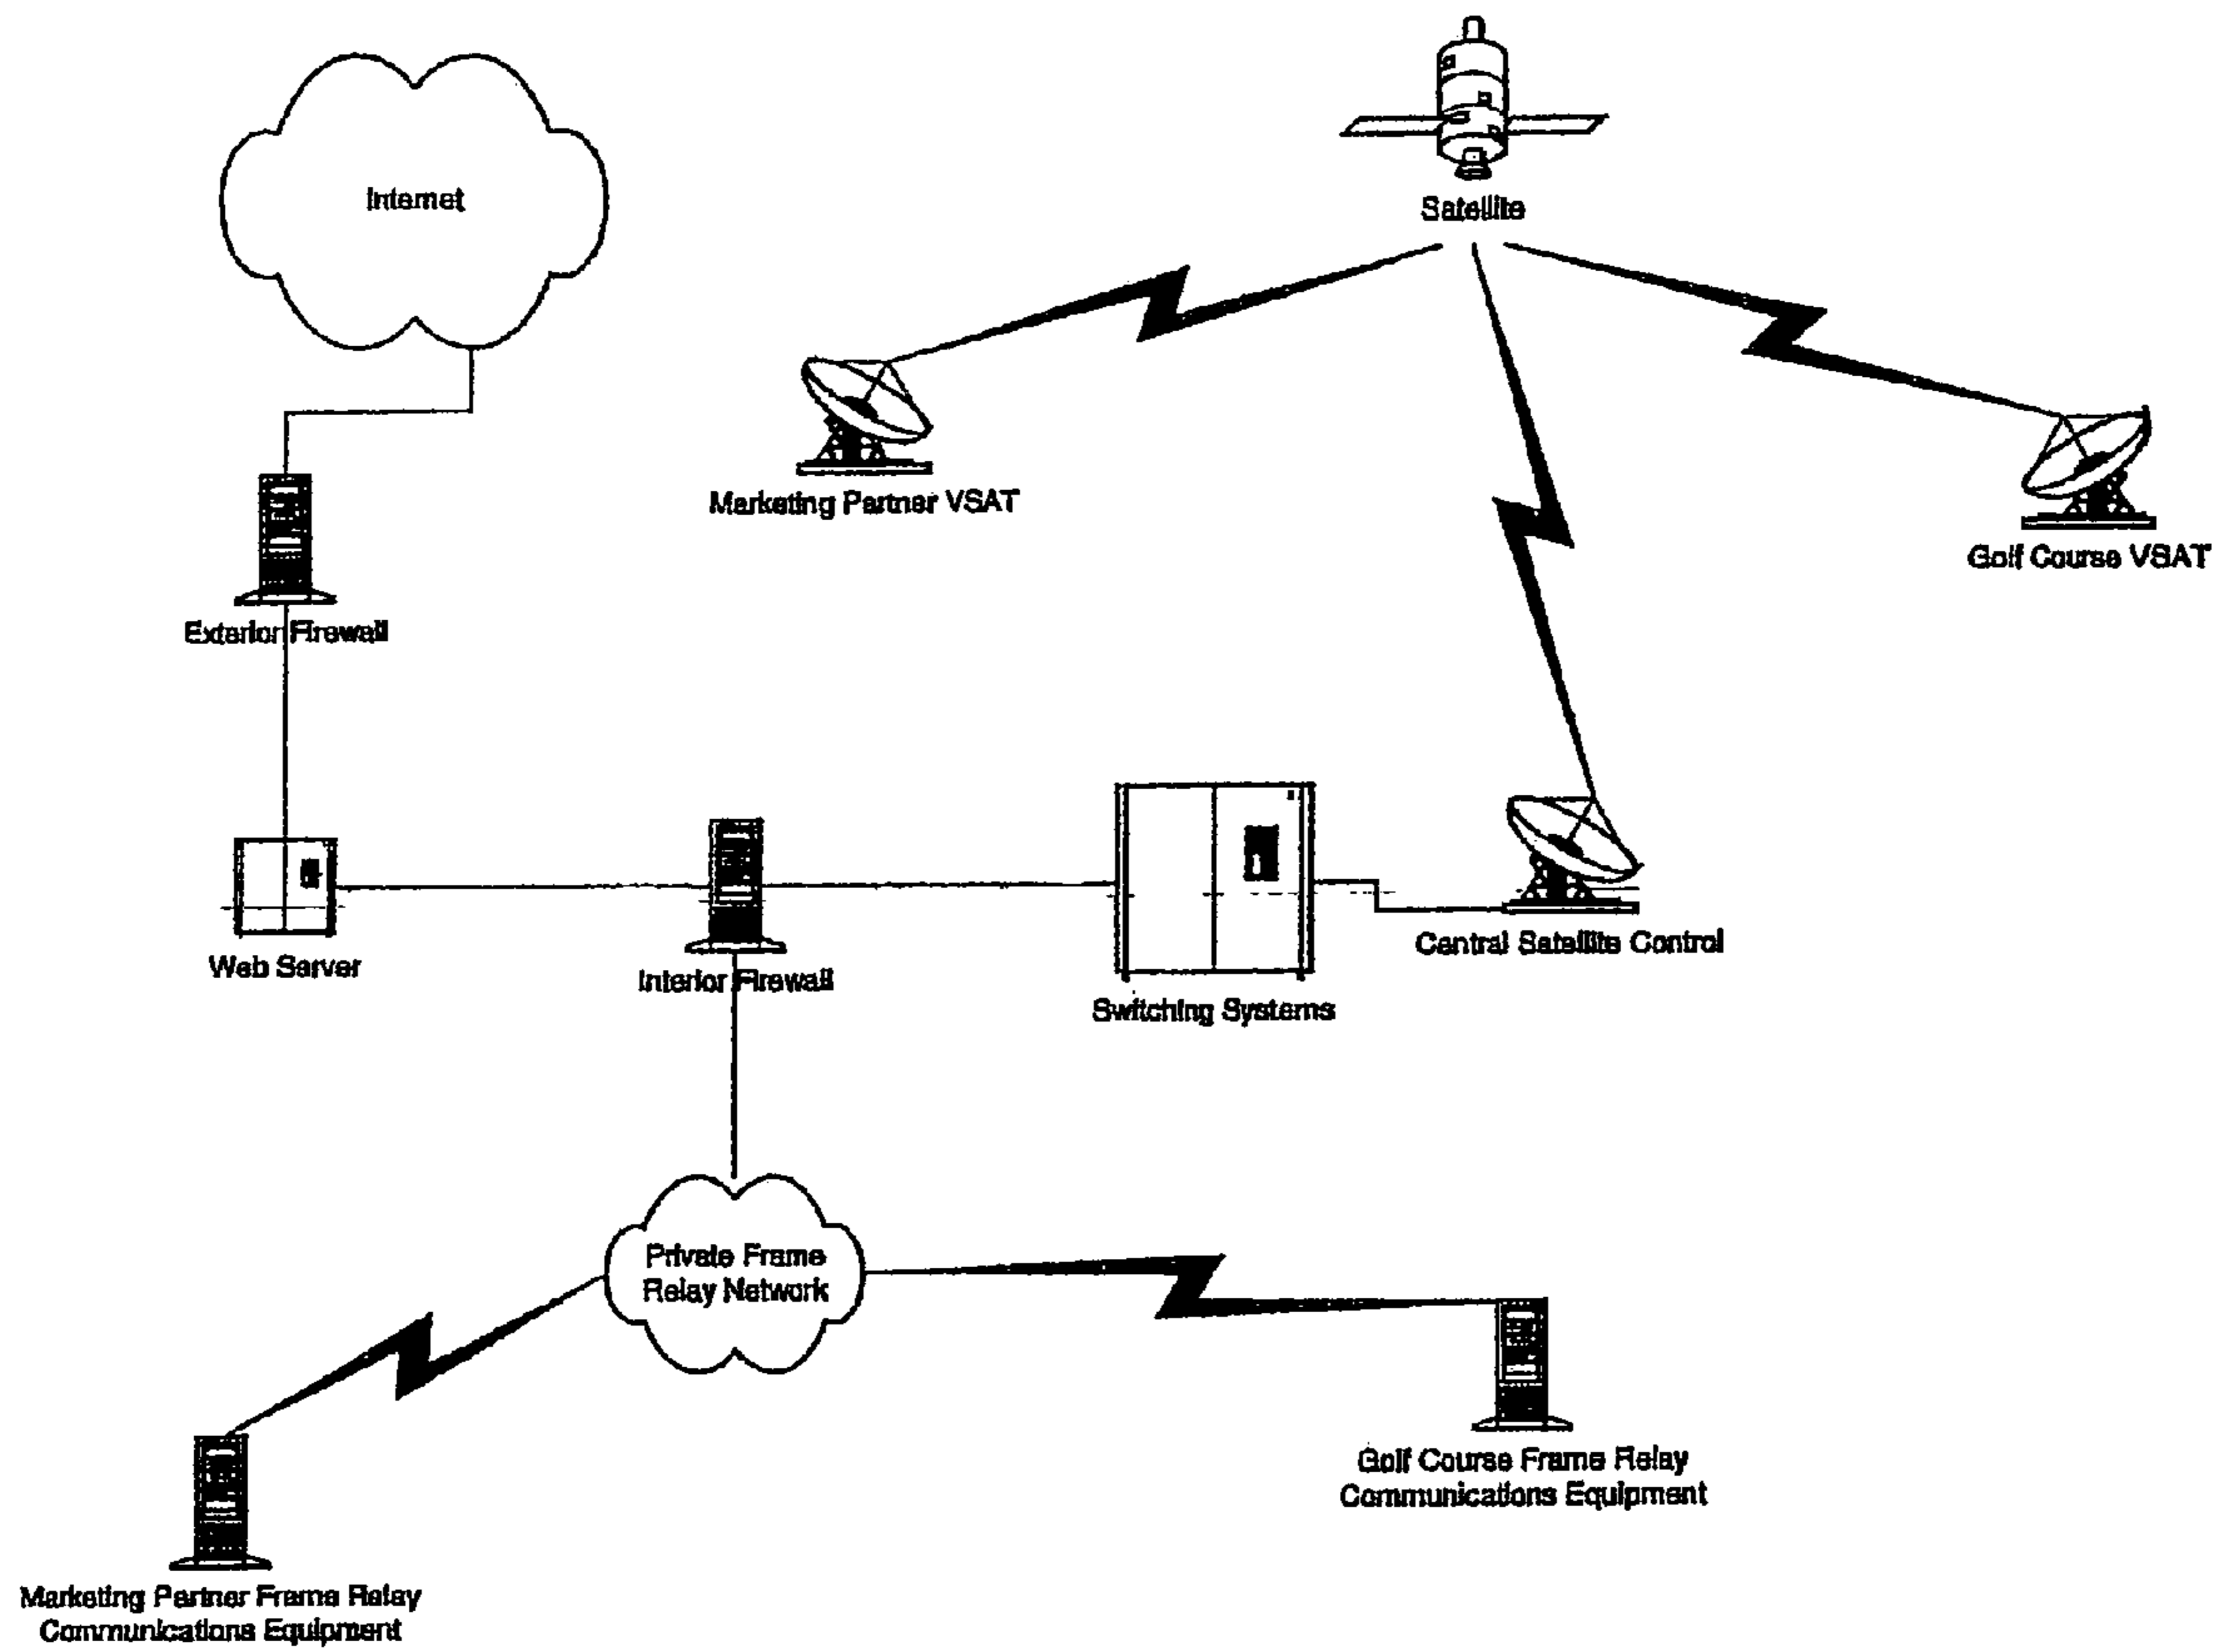 Internet
Satellite
Marketing Partner VSAT
Golf Course VSAT
Exterior Firewall
Web Server
Interior Firewall
Switching Systems
Central Satellite Control
Private Frame
Relay Network
Golf Course Frame Relay
Communications Equipment
Marketing Partner Frame Relay
Communications Equipment